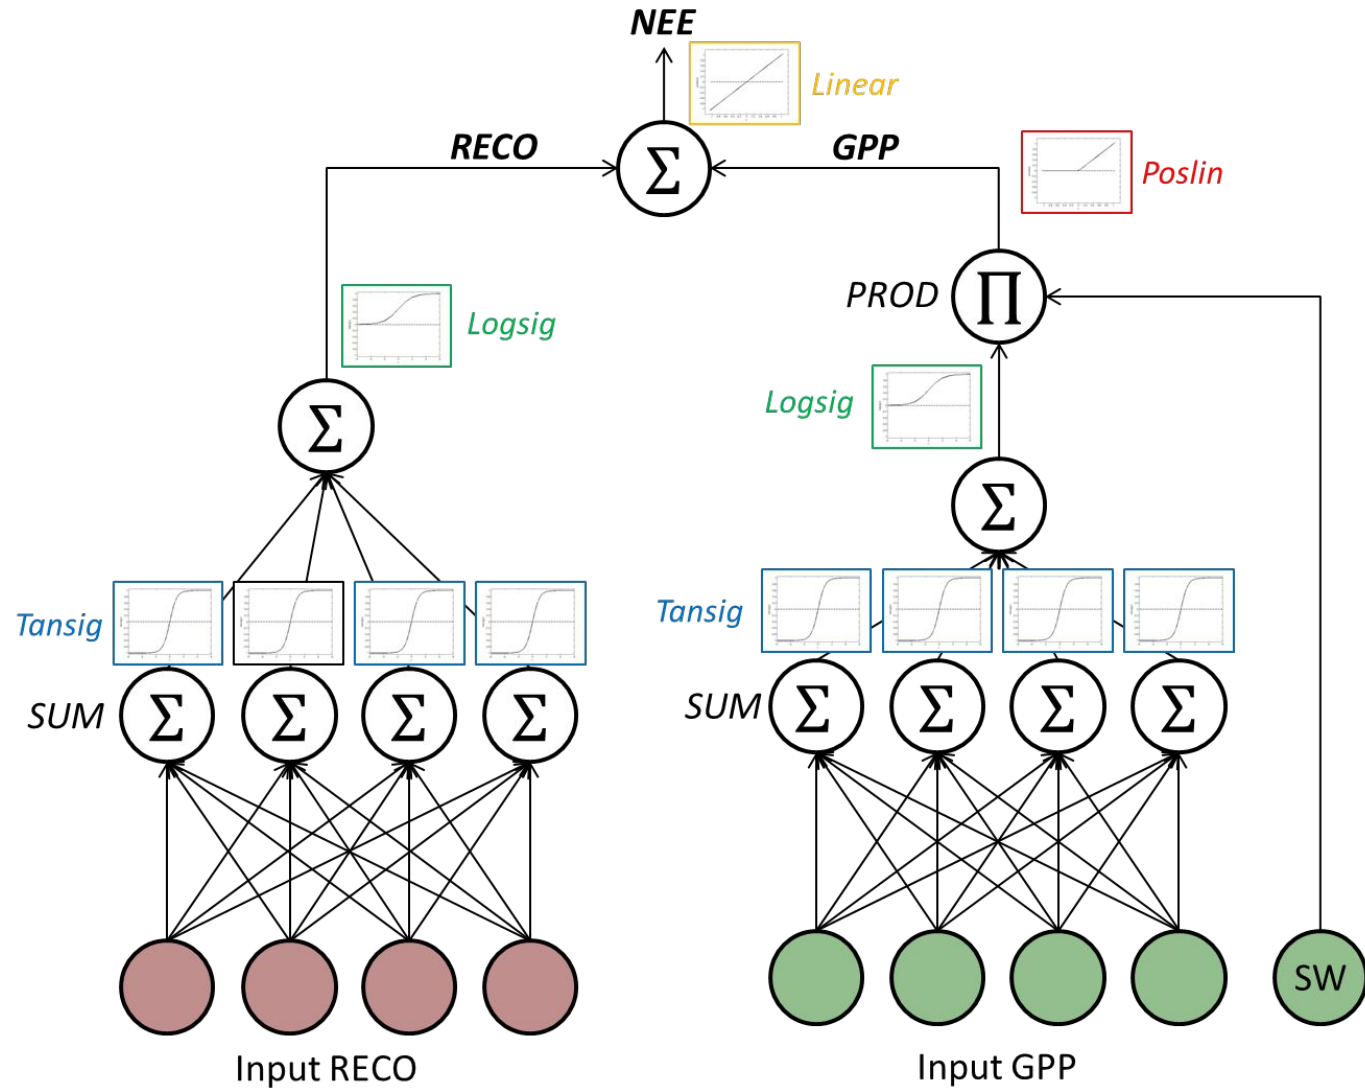 NEE
Linear
RECO
GPP
Poslin
Σ
PROD
Π
Logsig
Logsig
Σ
Σ
Tansig
Tansig
SUM
Σ Σ Σ Σ
SUM
Σ Σ Σ Σ
SW
Input RECO
Input GPP